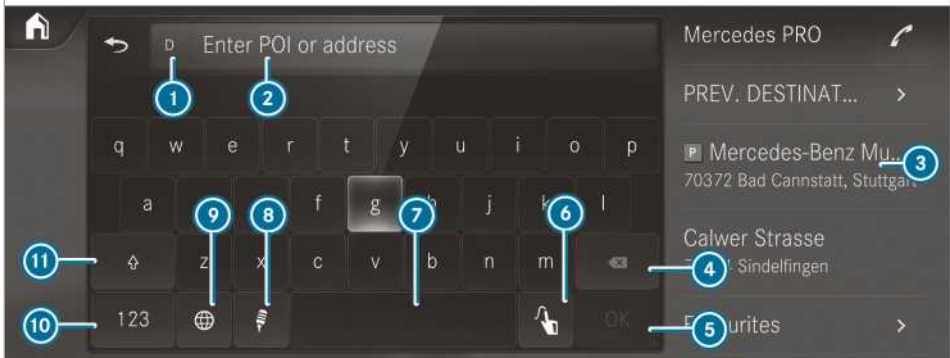 D Enter POI or address
1
2
q w e r t y u i o p
a f g j l
9 8 7 6
11 z x c v b n m 4
10 123 OK 5
Mercedes PRO
PREV. DESTINAT... >
P Mercedes-Benz Mu... 3
70372 Bad Cannstatt, Stuttgart
Calwer Strasse
Sindelfingen
>